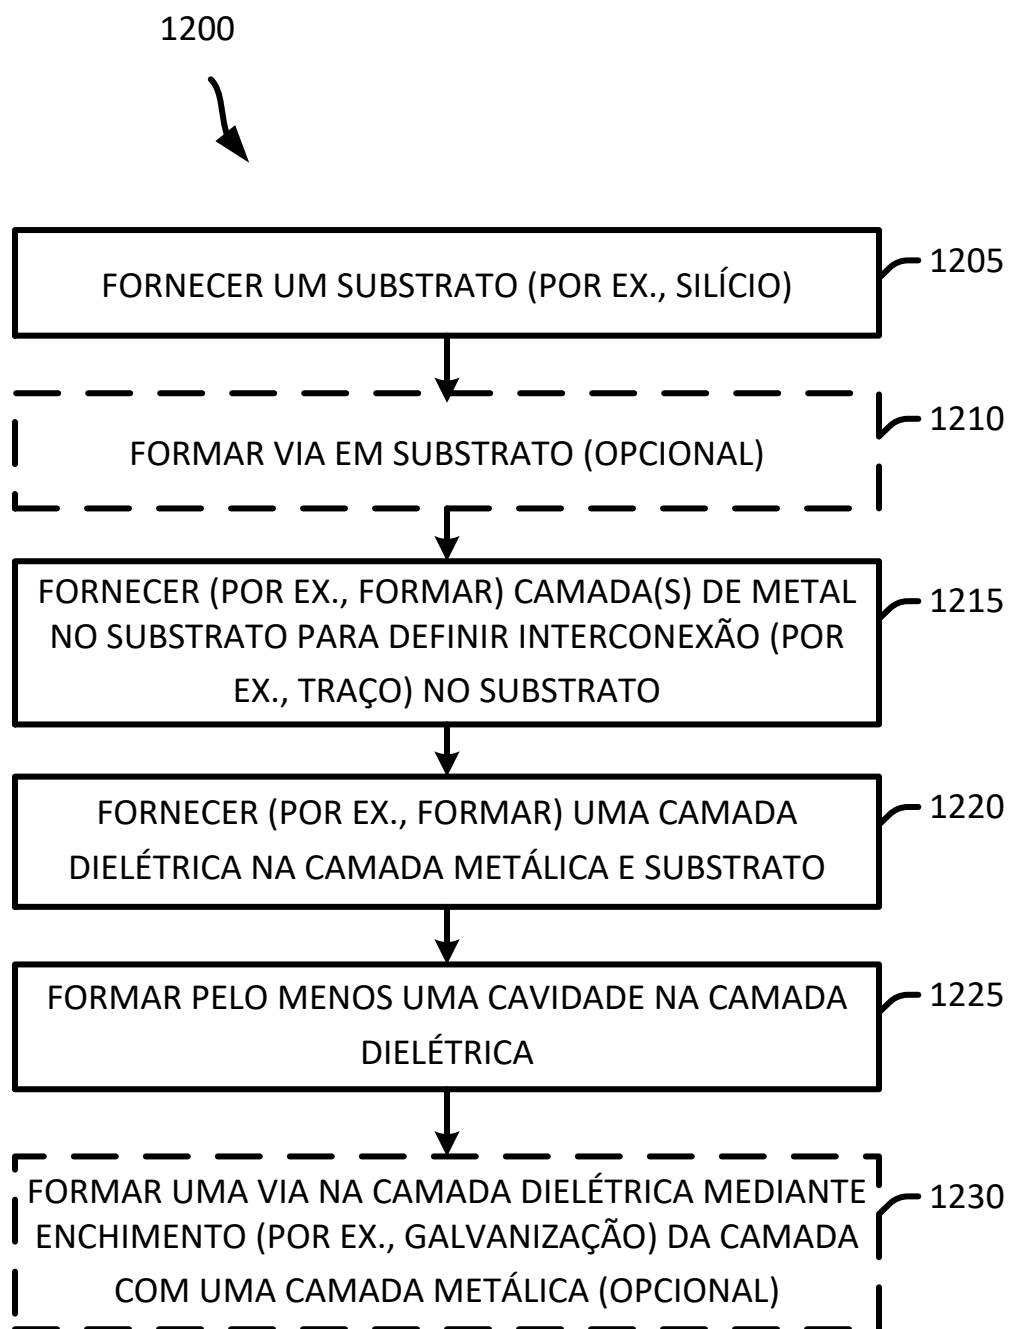 1200
FORNECER UM SUBSTRATO (POR EX., SILÍCIO)
1205
FORMAR VIA EM SUBSTRATO (OPCIONAL)
1210
FORNECER (POR EX., FORMAR) CAMADA(S) DE METAL
NO SUBSTRATO PARA DEFINIR INTERCONEXÃO (POR
EX., TRAÇO) NO SUBSTRATO
1215
FORNECER (POR EX., FORMAR) UMA CAMADA
DIELÉTRICA NA CAMADA METÁLICA E SUBSTRATO
1220
FORMAR PELO MENOS UMA CAVIDADE NA CAMADA
DIELÉTRICA
1225
FORMAR UMA VIA NA CAMADA DIELÉTRICA MEDIANTE
ENCHIMENTO (POR EX., GALVANIZAÇÃO) DA CAMADA
COM UMA CAMADA METÁLICA (OPCIONAL)
1230